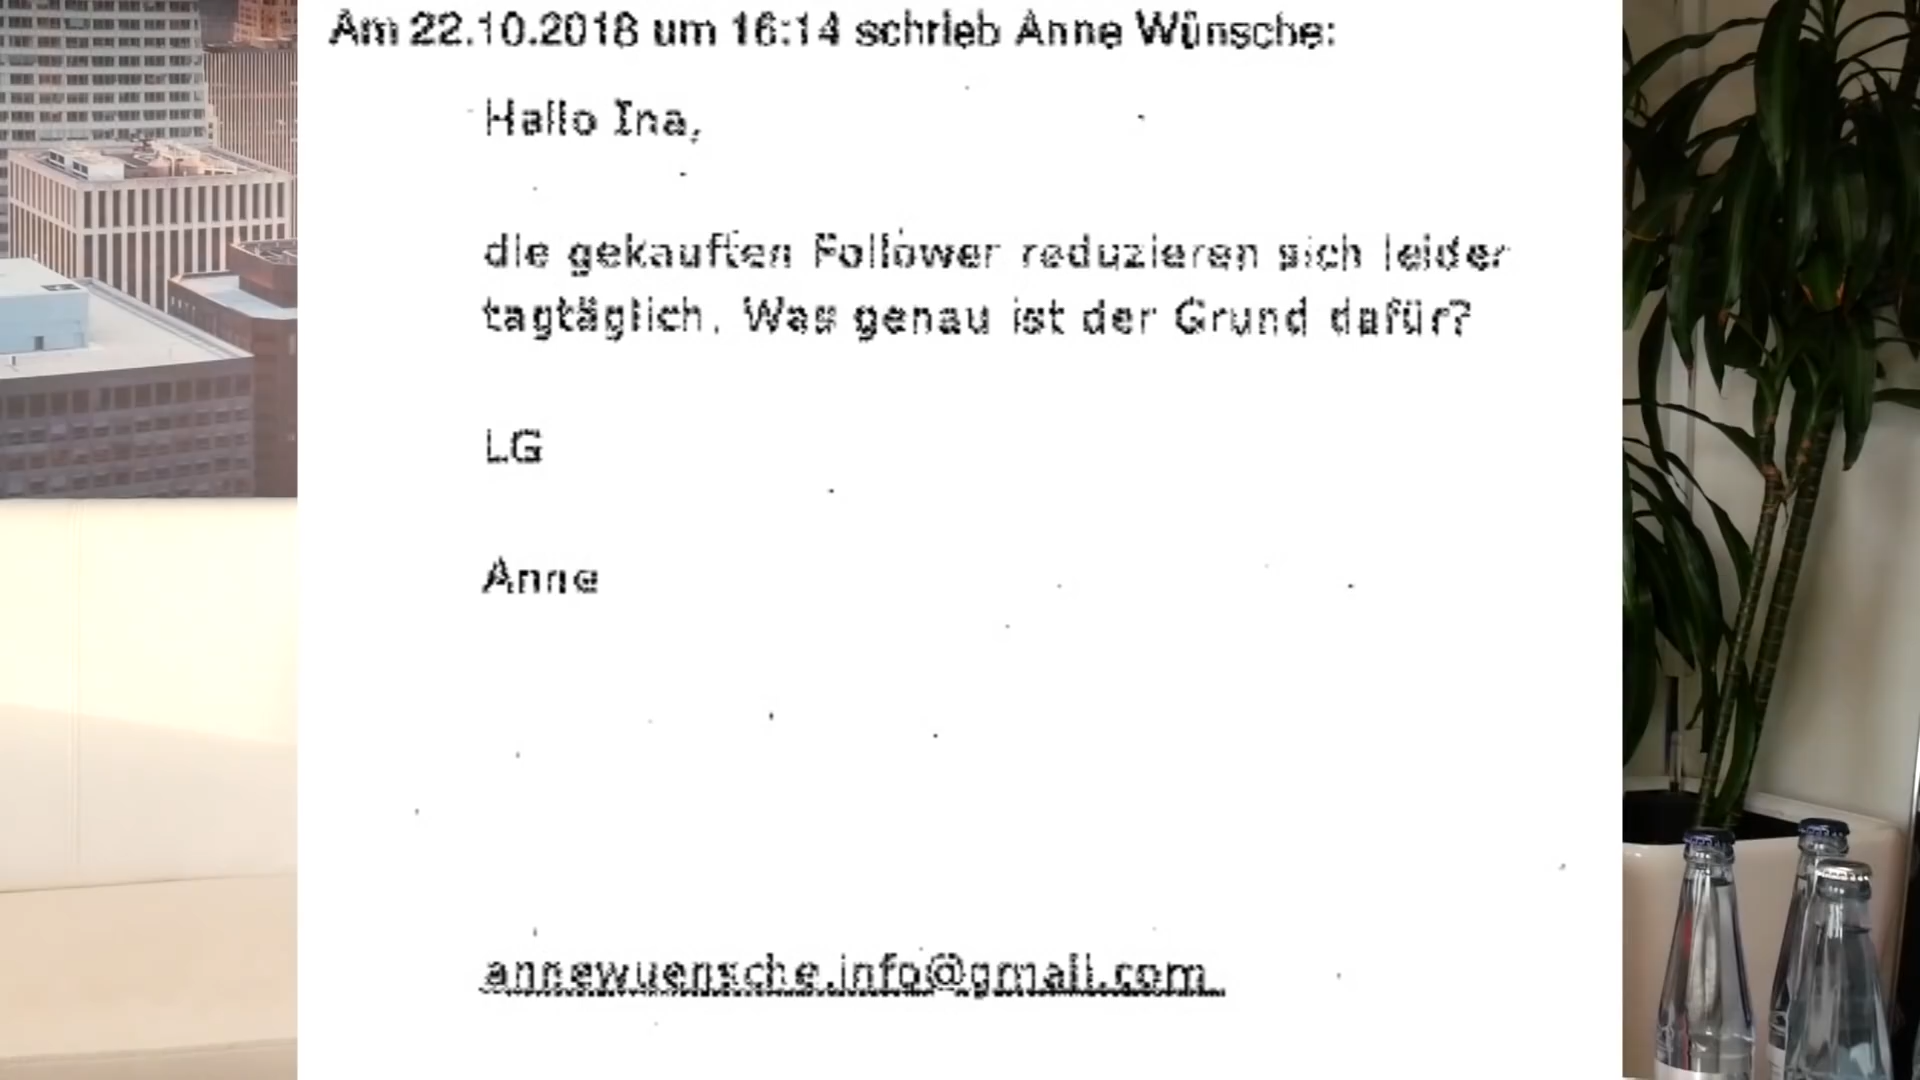 Am 22.10.2018 um 16:14 schrieb Anne Wünsche:
Hallo Ina,
die gekauften Follower reduzieren sich leider
tagtäglich. Was genau ist der Grund dafür?
LG
Anne
annewuensche.info@gmail.com